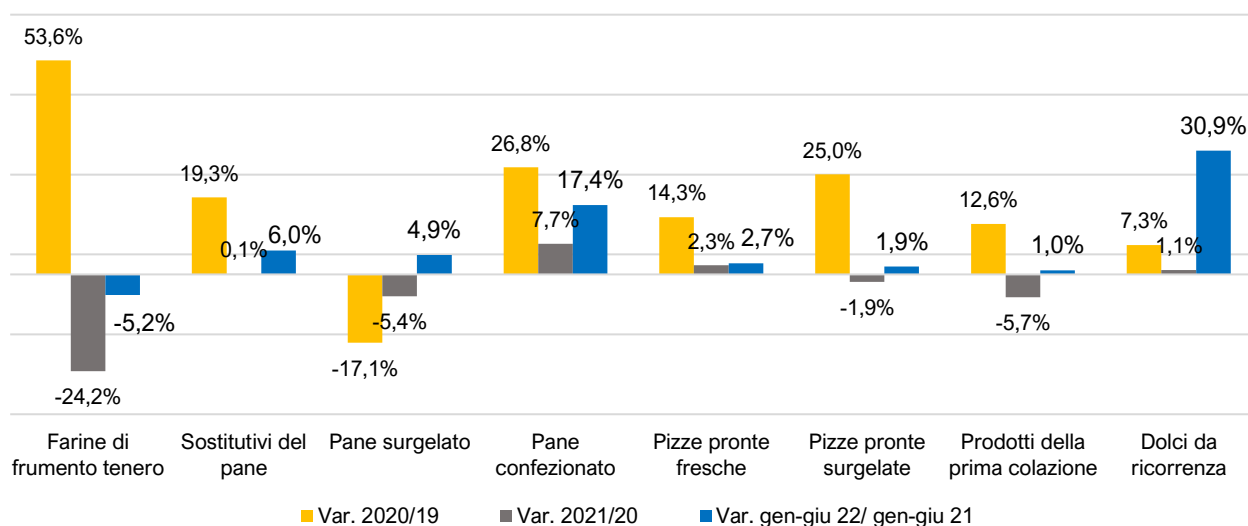 53,6%
-24,2%
-5,2%
19,3%
0,1%
6,0%
-17,1%
-5,4%
4,9%
26,8%
7,7%
17,4%
14,3%
2,3%
2,7%
25,0%
-1,9%
1,9%
12,6%
-5,7%
1,0%
7,3%
1,1%
30,9%
Farine di
frumento tenero
Sostitutivi del
pane
Pane surgelato
Pane
confezionato
Pizze pronte
fresche
Pizze pronte
surgelate
Prodotti della
prima colazione
Dolci da
ricorrenza
Var. 2020/19
Var. 2021/20
Var. gen-giu 22/ gen-giu 21